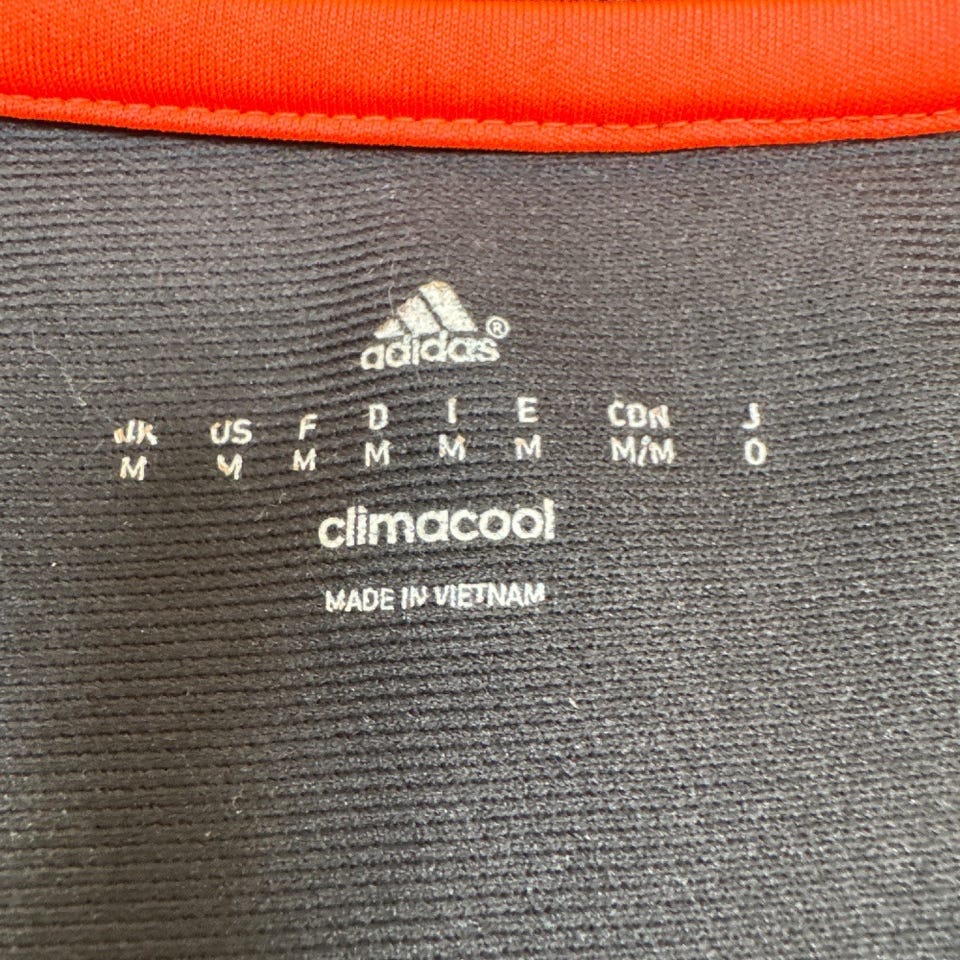 adidas®
UK US F D I E CDN J
M M M M M M M/M O
climacool
MADE IN VIETNAM